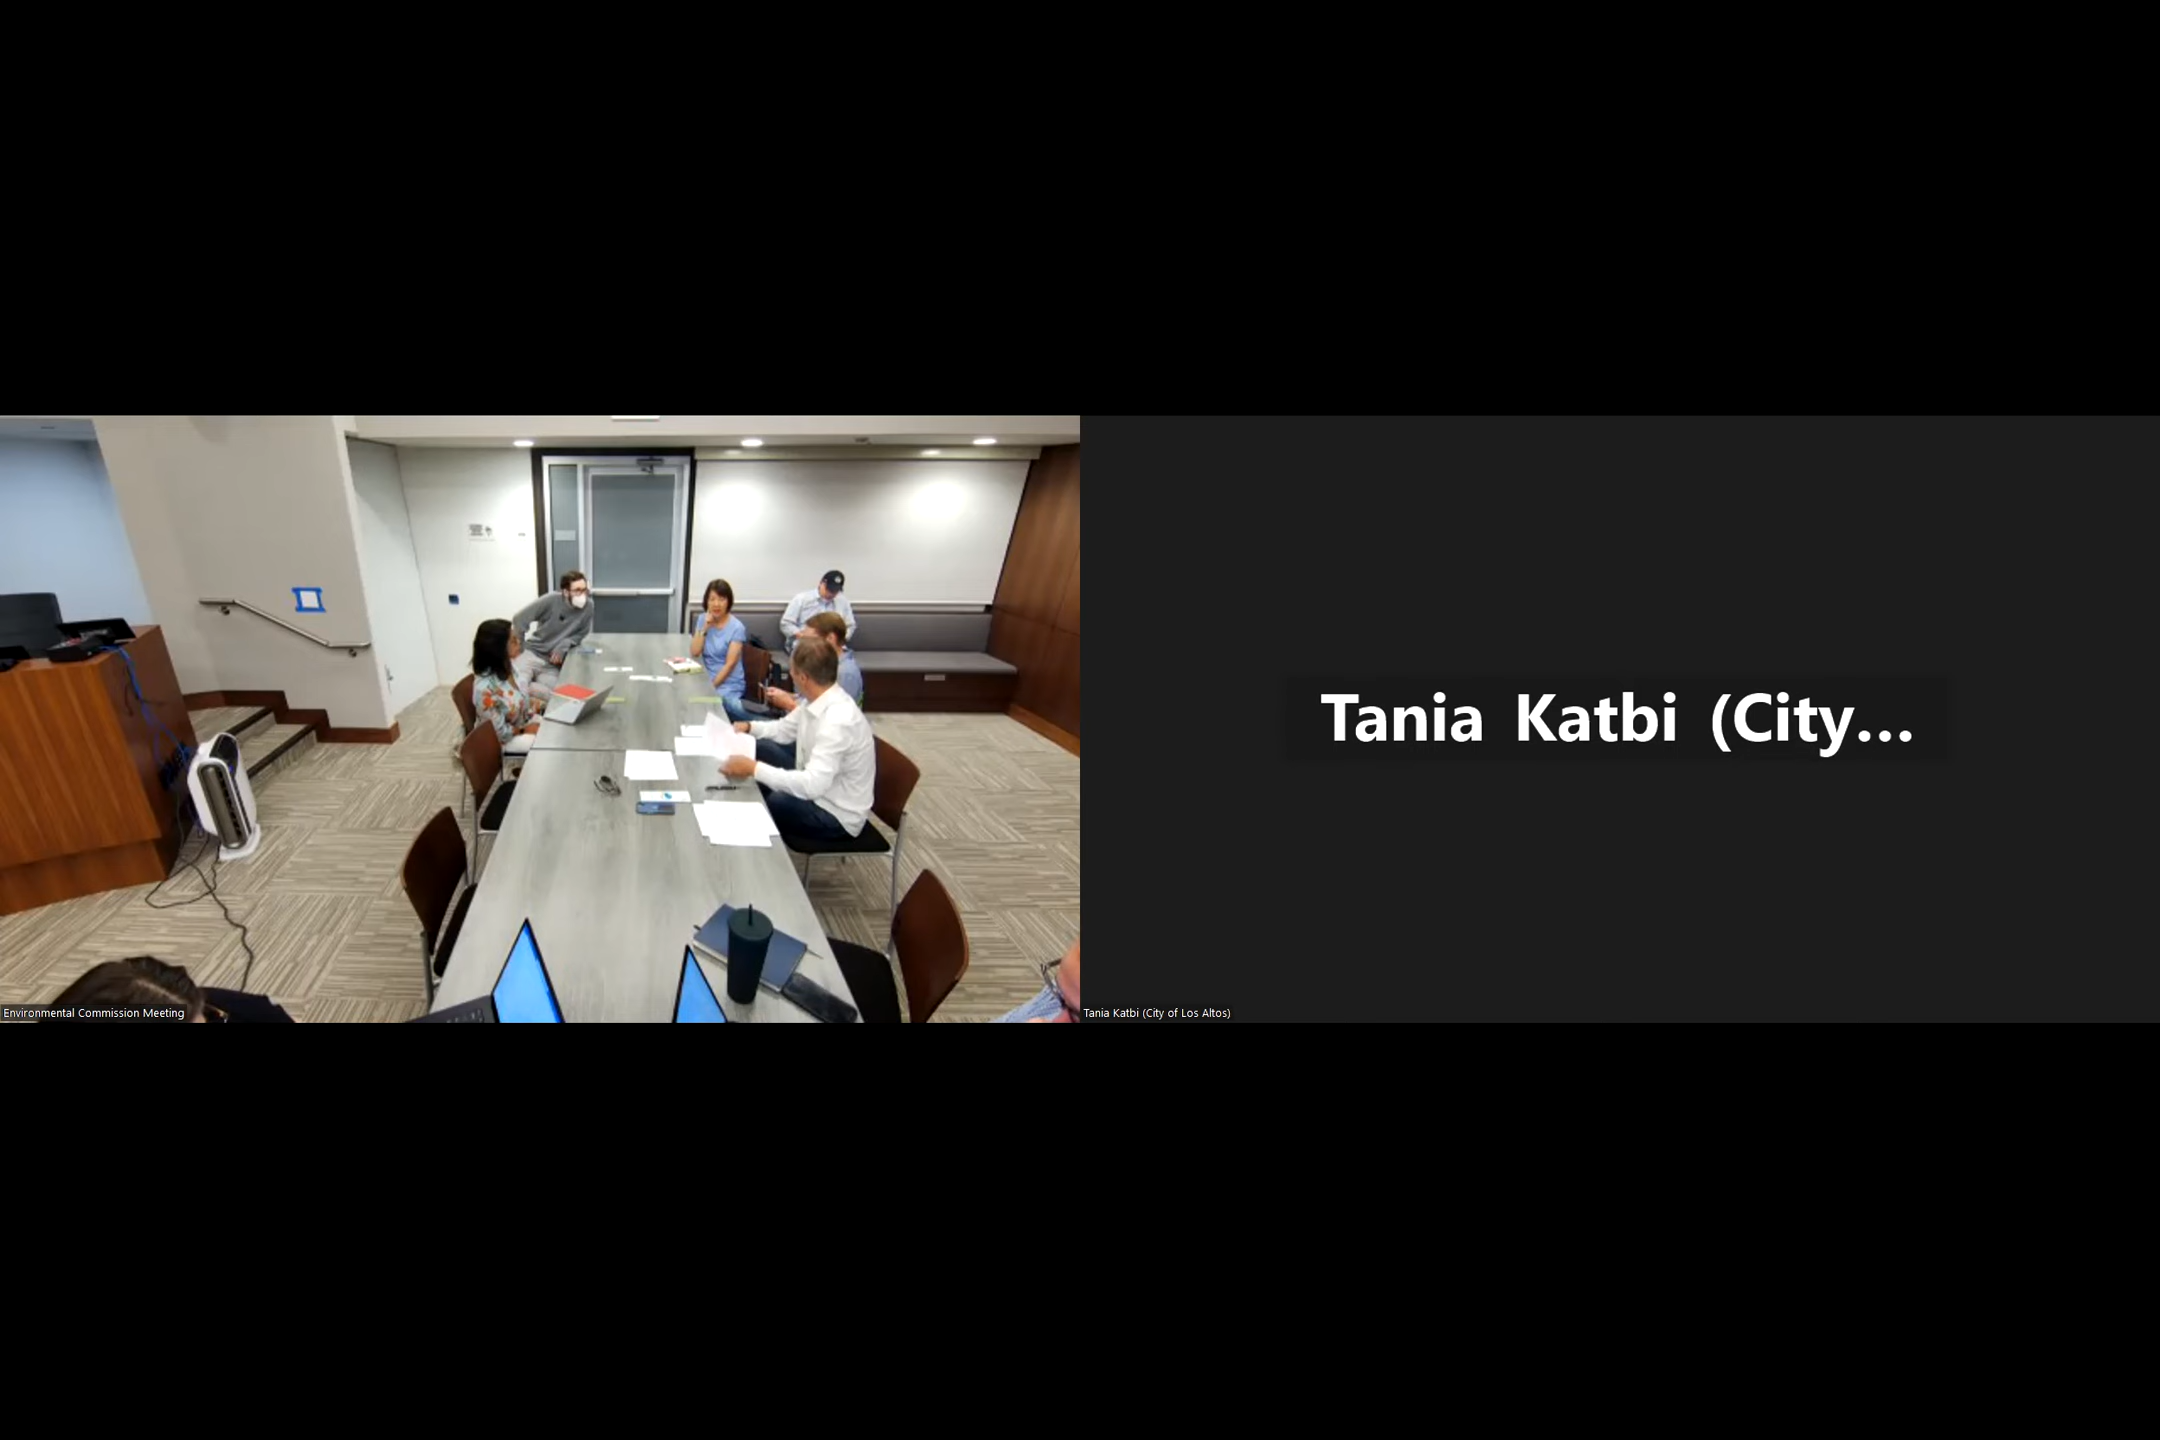 Tania Katbi (City...
Environmental Commission Meeting
Tania Katbi (City of Los Altos)